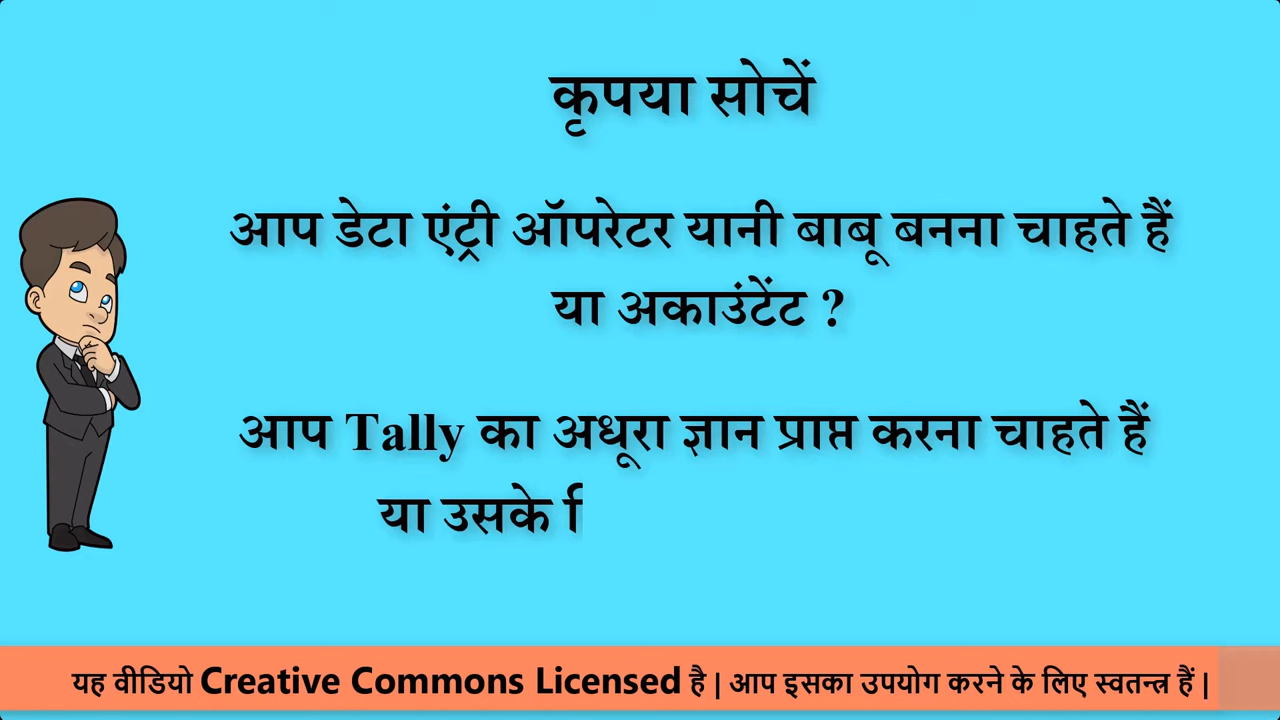 कृपया सोचें
आप डेटा एंट्री ऑपरेटर यानी बाबू बनना चाहते हैं
या अकाउंटेंट ?
आप Tally का अधूरा ज्ञान प्राप्त करना चाहते हैं
या उसके
यह वीडियो Creative Commons Licensed है | आप इसका उपयोग करने के लिए स्वतन्त्र हैं |